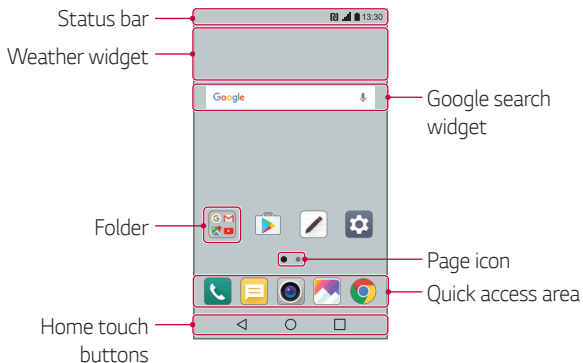 Status bar
13:30
Weather widget
Google
Google search
widget
Folder
G M
Page icon
Quick access area
Home touch
buttons